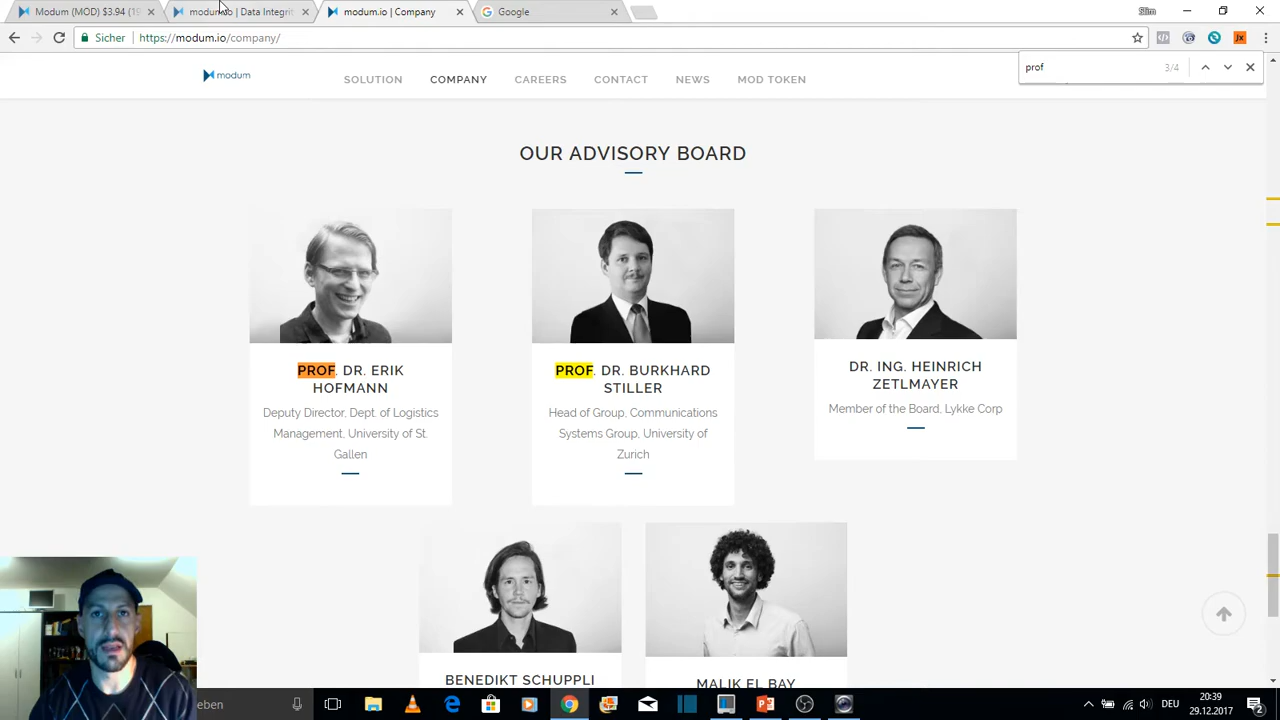 Modum (MOD) $3.94 (19
modum.io | Data Integrit
modum.io | Company
Google
Sicher
https://modum.io/company/
prof
3/4
modum
SOLUTION
COMPANY
CAREERS
CONTACT
NEWS
MOD TOKEN
OUR ADVISORY BOARD
PROF. DR. ERIK
HOFMANN
Deputy Director, Dept. of Logistics
Management, University of St.
Gallen
PROF. DR. BURKHARD
STILLER
Head of Group, Communications
Systems Group, University of
Zurich
DR. ING. HEINRICH
ZETLMAYER
Member of the Board, Lykke Corp
BENEDIKT SCHUPPLI
MALIK EL BAY
eben
DEU
20:39
29.12.2017